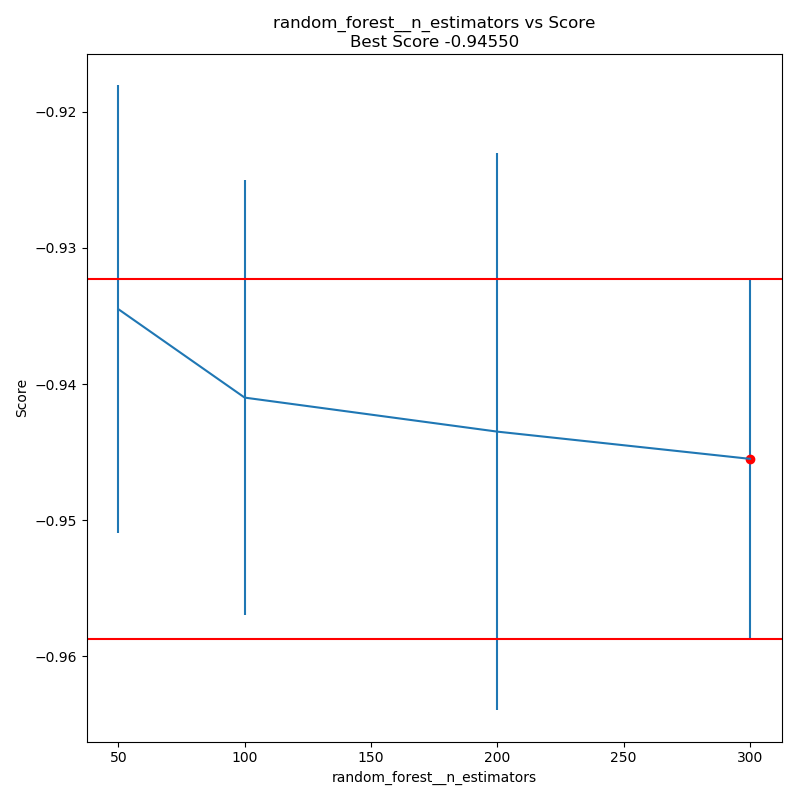 random_forest__n_estimators vs Score
Best Score -0.94550
Score
−0.92
−0.93
−0.94
−0.95
−0.96
50 100 150 200 250 300
random_forest__n_estimators